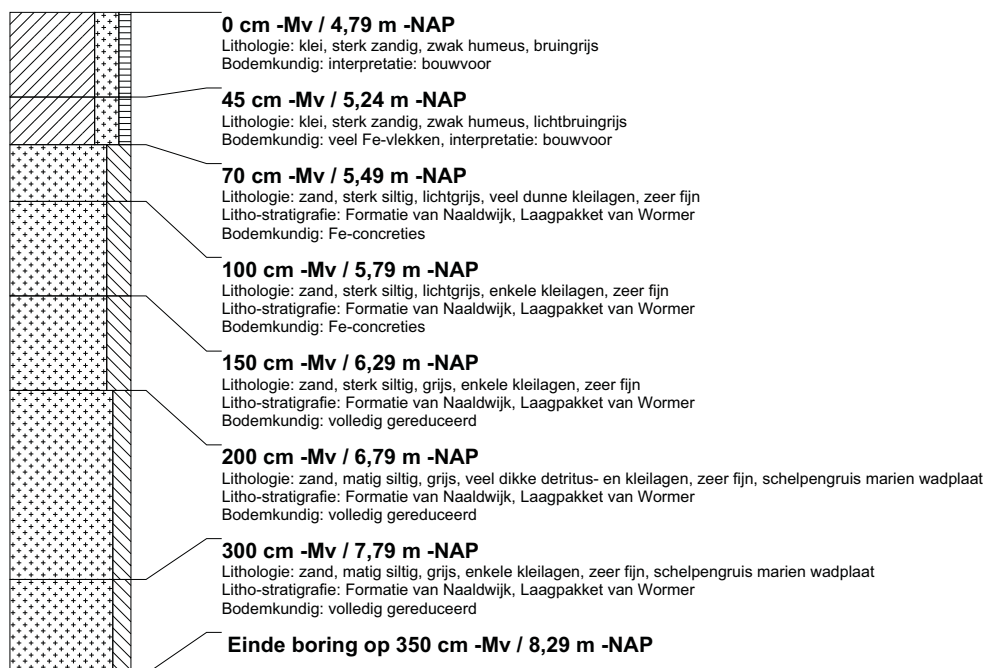 0 cm -Mv / 4,79 m -NAP
Lithologie: klei, sterk zandig, zwak humeus, bruingrijs
Bodemkundig: interpretatie: bouwvoor
45 cm -Mv / 5,24 m -NAP
Lithologie: klei, sterk zandig, zwak humeus, lichtbruingrijs
Bodemkundig: veel Fe-vlekken, interpretatie: bouwvoor
70 cm -Mv / 5,49 m -NAP
Lithologie: zand, sterk siltig, lichtgrijs, veel dunne kleilagen, zeer fijn
Litho-stratigrafie: Formatie van Naaldwijk, Laagpakket van Wormer
Bodemkundig: Fe-concreties
100 cm -Mv / 5,79 m -NAP
Lithologie: zand, sterk siltig, lichtgrijs, enkele kleilagen, zeer fijn
Litho-stratigrafie: Formatie van Naaldwijk, Laagpakket van Wormer
Bodemkundig: Fe-concreties
150 cm -Mv / 6,29 m -NAP
Lithologie: zand, sterk siltig, grijs, enkele kleilagen, zeer fijn
Litho-stratigrafie: Formatie van Naaldwijk, Laagpakket van Wormer
Bodemkundig: volledig gereduceerd
200 cm -Mv / 6,79 m -NAP
Lithologie: zand, matig siltig, grijs, veel dikke detritus- en kleilagen, zeer fijn, schelpengruis marien wadplaat
Litho-stratigrafie: Formatie van Naaldwijk, Laagpakket van Wormer
Bodemkundig: volledig gereduceerd
300 cm -Mv / 7,79 m -NAP
Lithologie: zand, matig siltig, grijs, enkele kleilagen, zeer fijn, schelpengruis marien wadplaat
Litho-stratigrafie: Formatie van Naaldwijk, Laagpakket van Wormer
Bodemkundig: volledig gereduceerd
Einde boring op 350 cm -Mv / 8,29 m -NAP